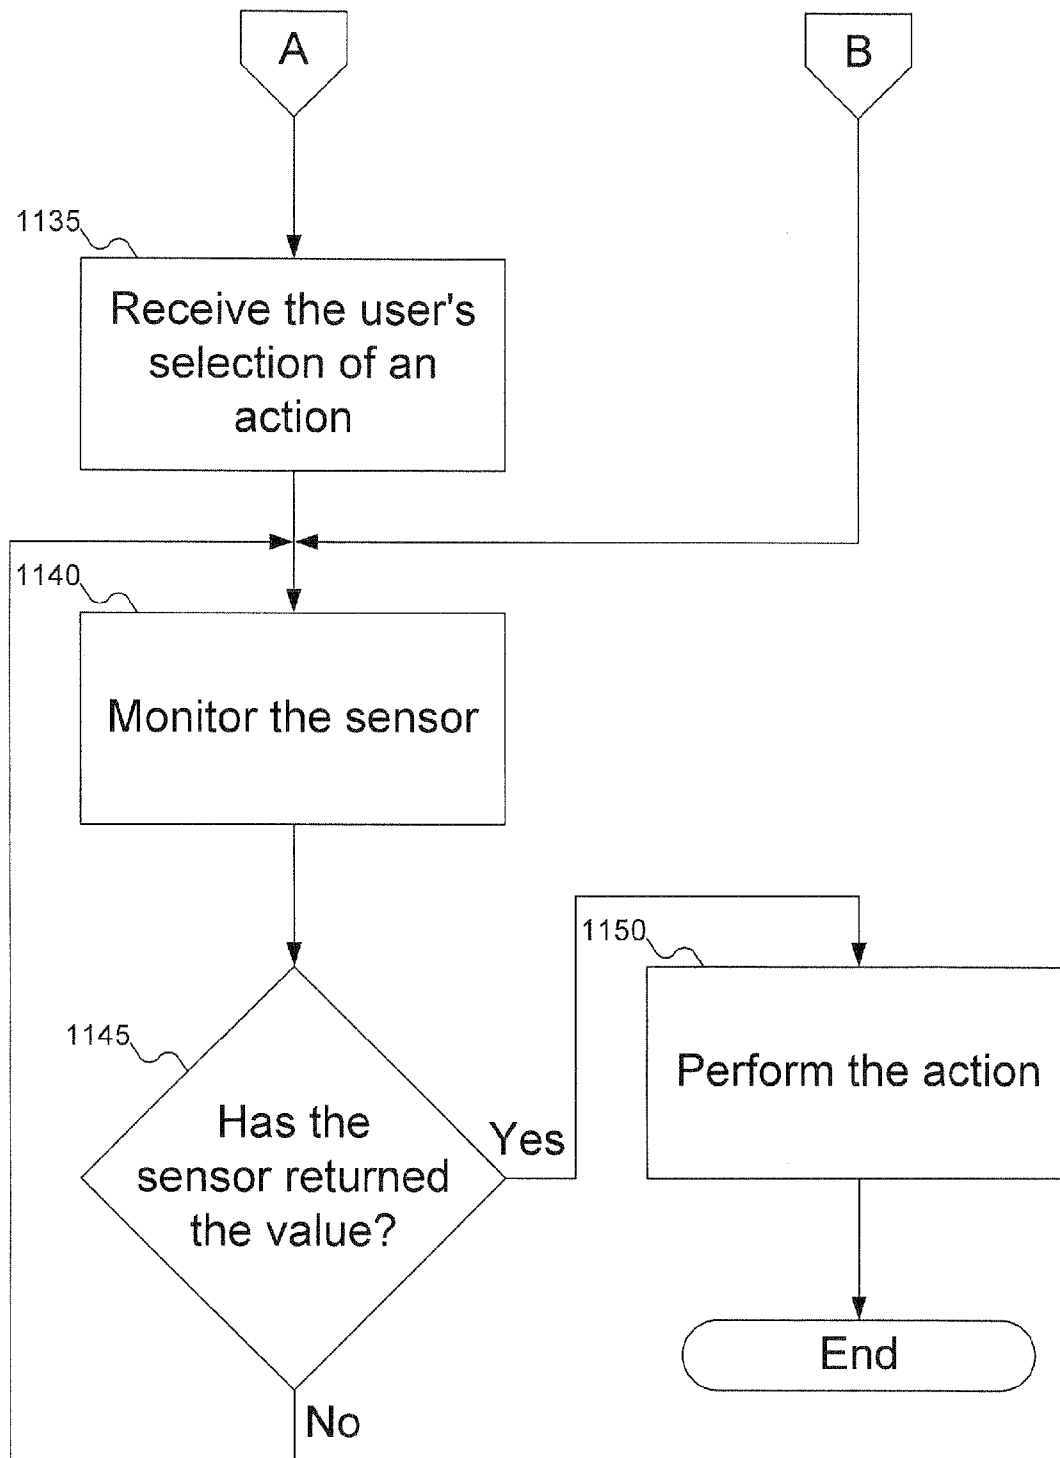 A
B
1135
Receive the user's
selection of an
action
1140
Monitor the sensor
1145
Has the
sensor returned
the value?
Yes
No
1150
Perform the action
End